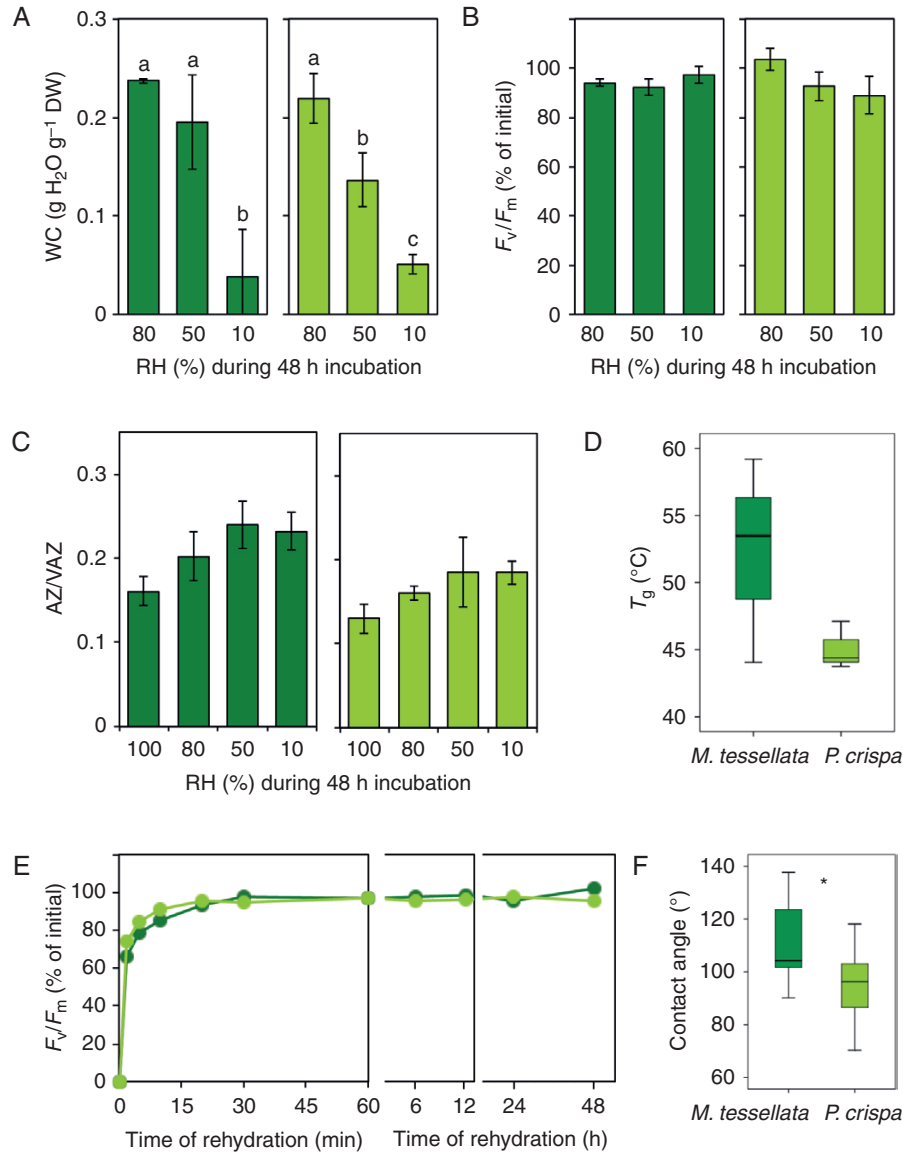 A
WC (g H₂O g⁻¹ DW)
0.3
0.2
0.1
0
a
a
b
a
b
c
80 50 10
80 50 10
RH (%) during 48 h incubation
B
Fᵥ/Fₘ (% of initial)
100
80
60
40
20
0
80 50 10
80 50 10
RH (%) during 48 h incubation
C
AZ/VAZ
0.3
0.2
0.1
0
100 80 50 10
100 80 50 10
RH (%) during 48 h incubation
D
T_g (°C)
60
55
50
45
40
M. tessellata P. crispa
E
Fᵥ/Fₘ (% of initial)
120
100
80
60
40
20
0
0 15 30 45 60
6 12
24 48
Time of rehydration (min)
Time of rehydration (h)
F
Contact angle (°)
140
120
100
80
60
*
M. tessellata P. crispa